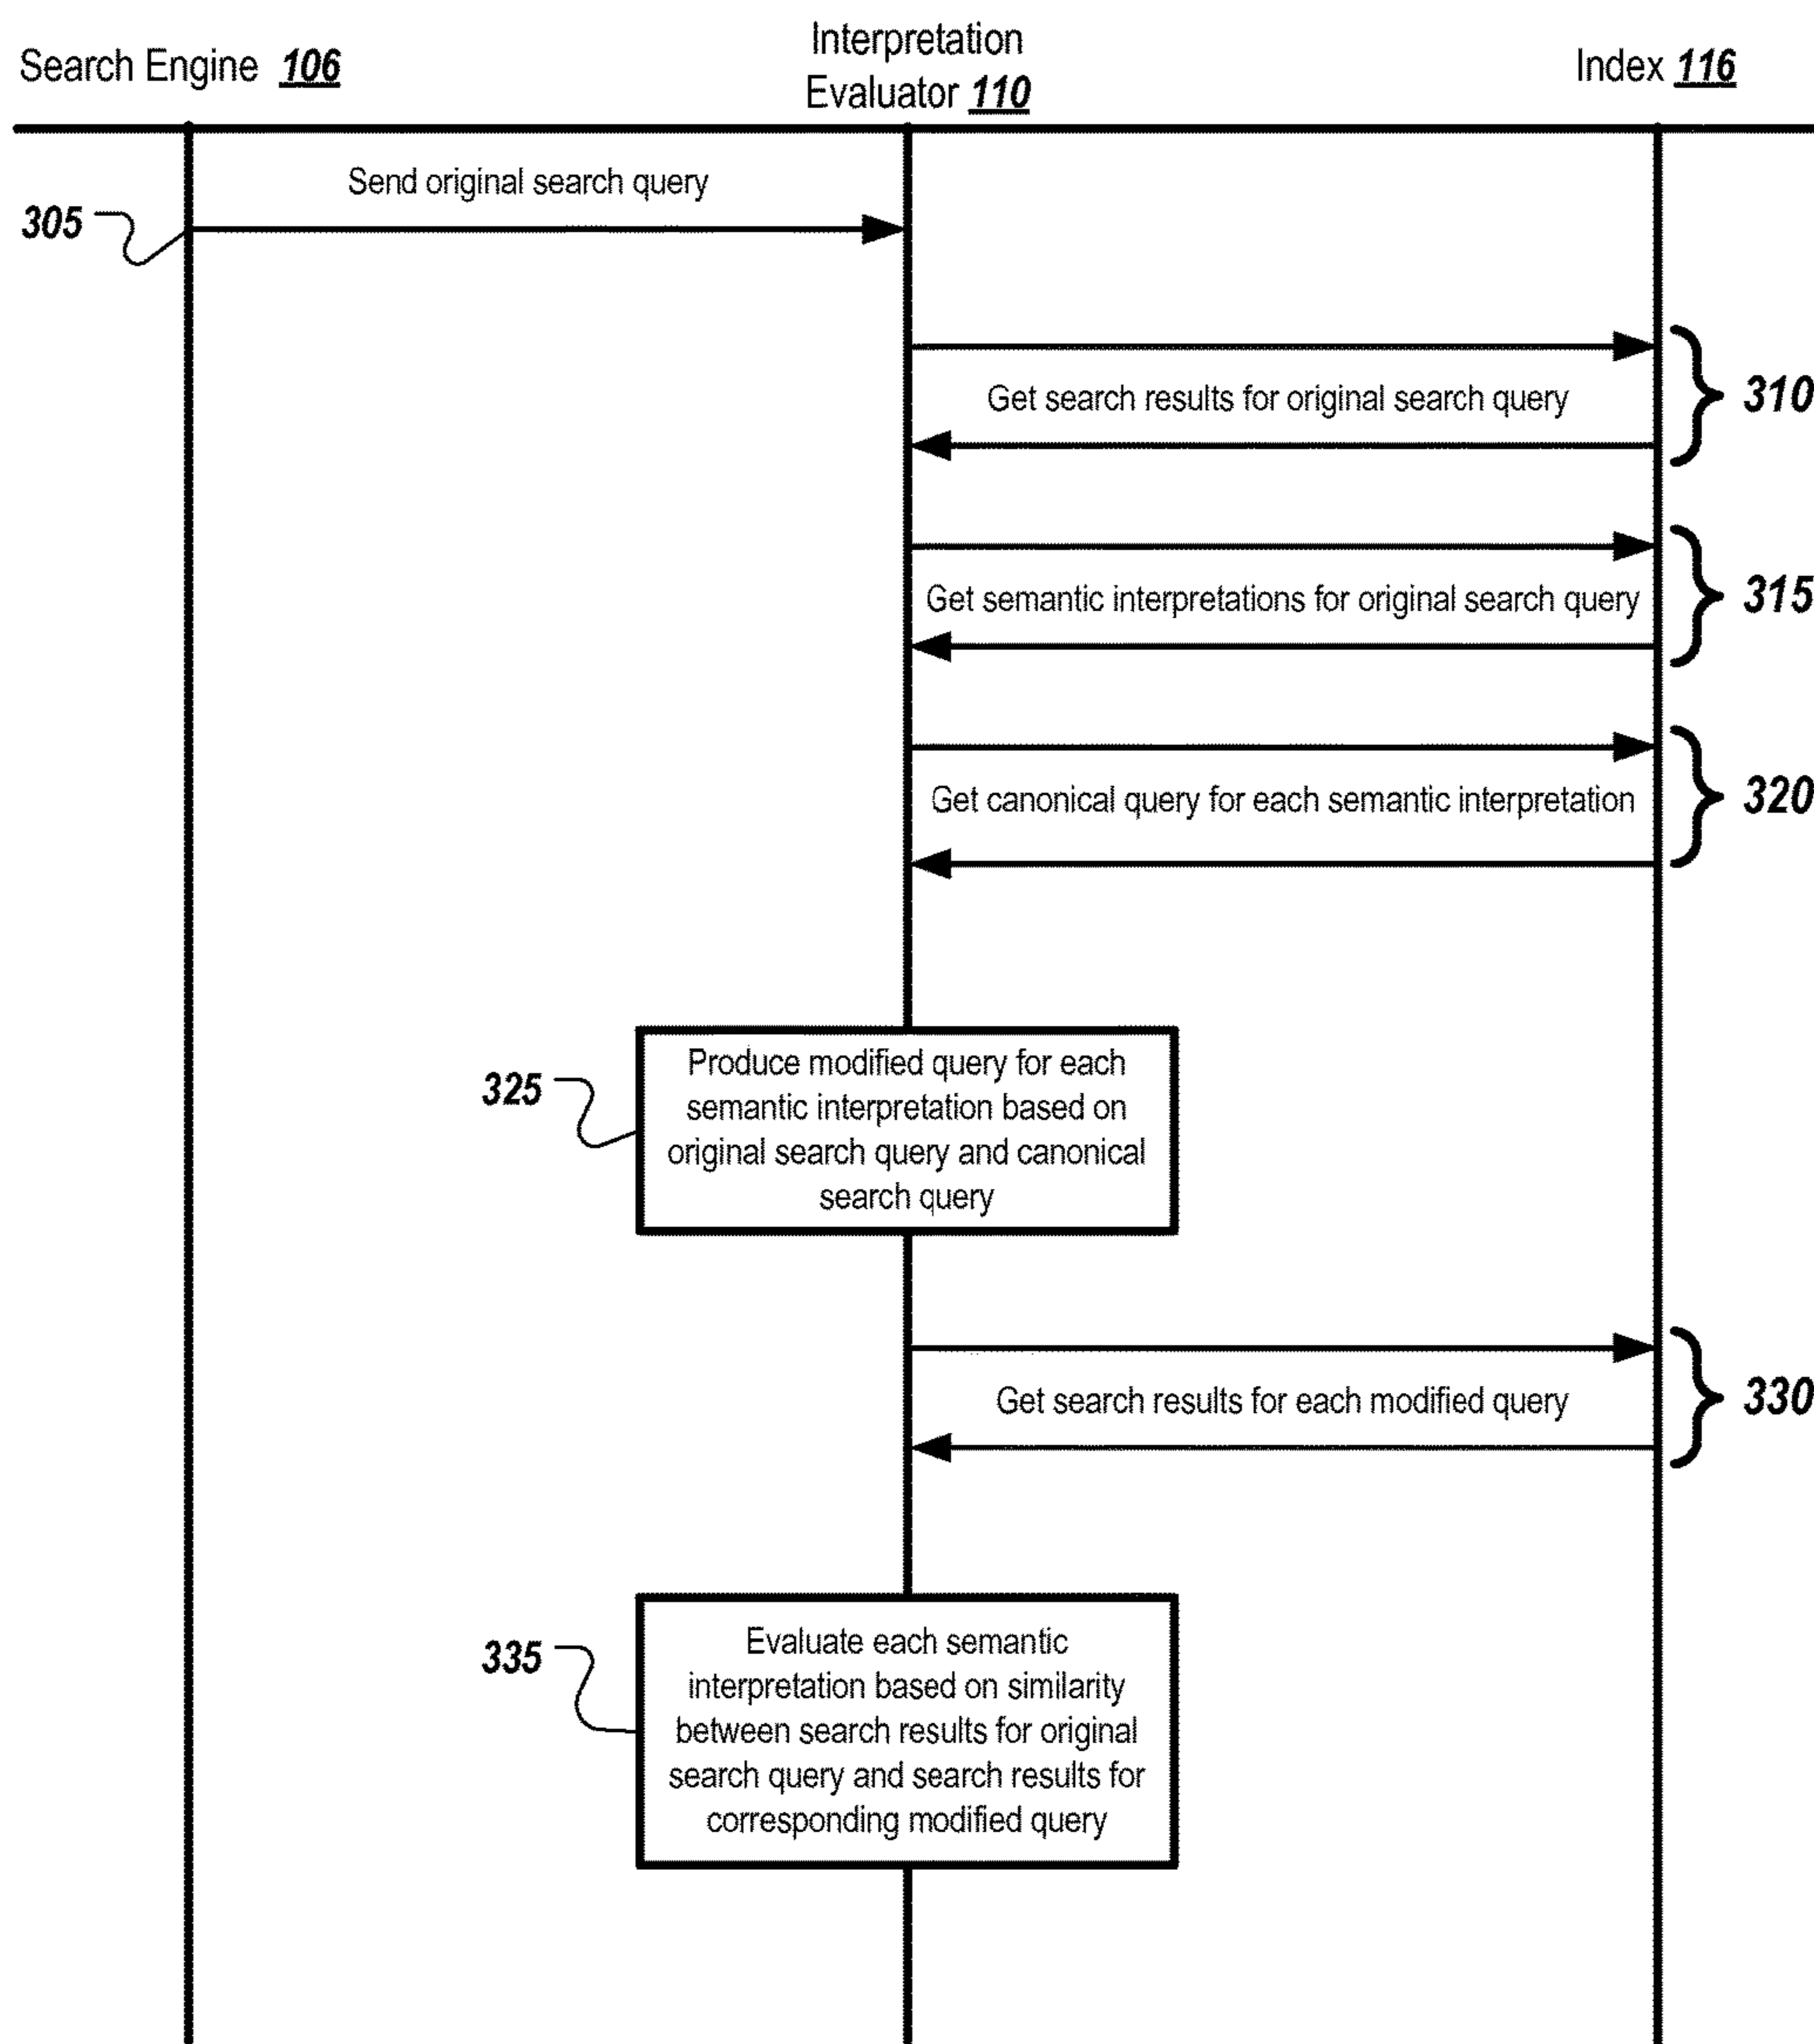 Search Engine 106
Interpretation
Evaluator 110
Index 116
Send original search query
305
Get search results for original search query
310
Get semantic interpretations for original search query
315
Get canonical query for each semantic interpretation
320
325
Produce modified query for each
semantic interpretation based on
original search query and canonical
search query
Get search results for each modified query
330
335
Evaluate each semantic
interpretation based on similarity
between search results for original
search query and search results for
corresponding modified query